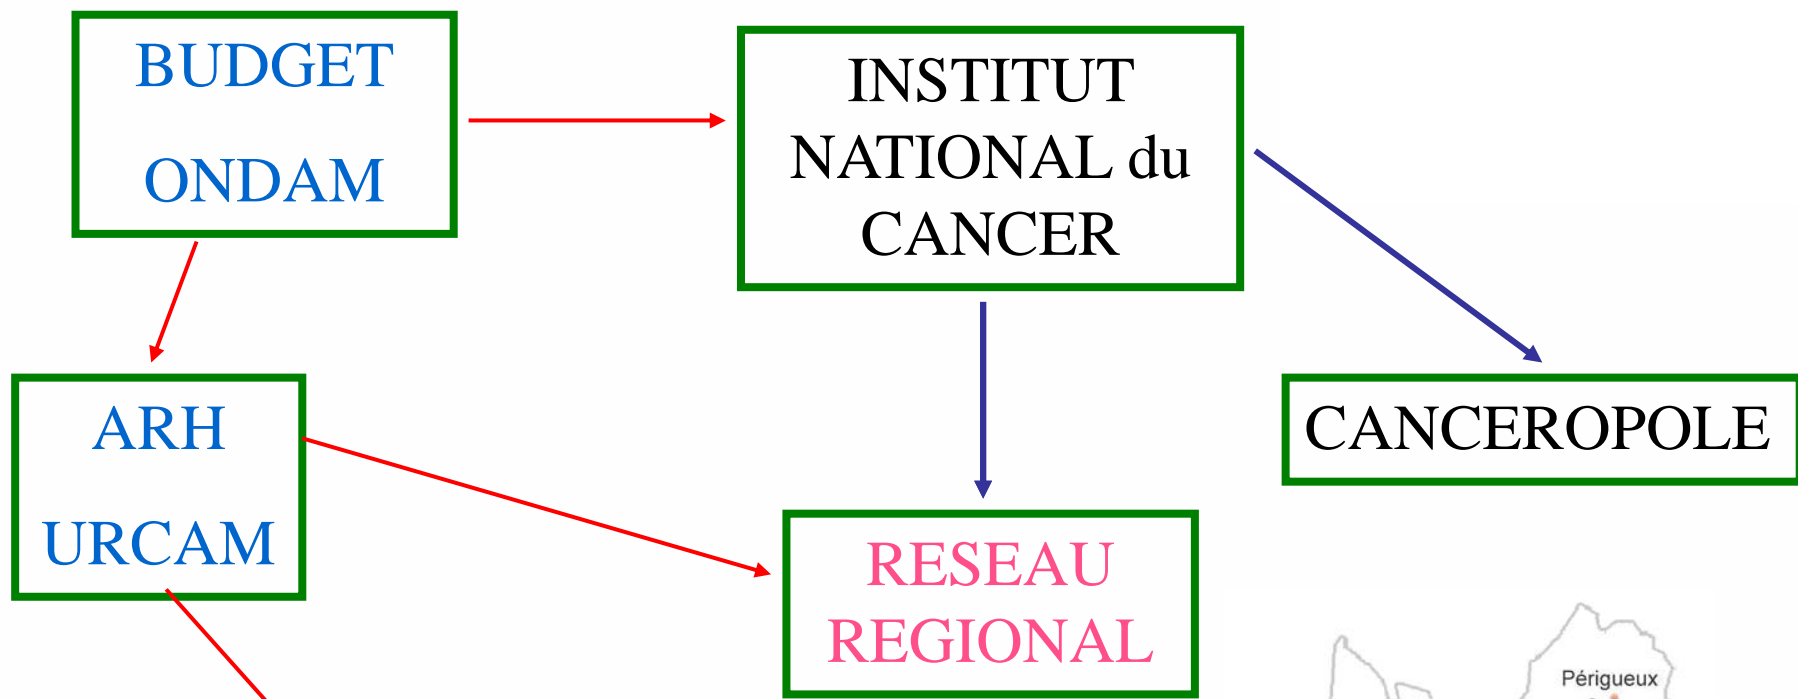 BUDGET
ONDAM
INSTITUT
NATIONAL du
CANCER
ARH
URCAM
CANCEROPOLE
RESEAU
REGIONAL
Périgueux